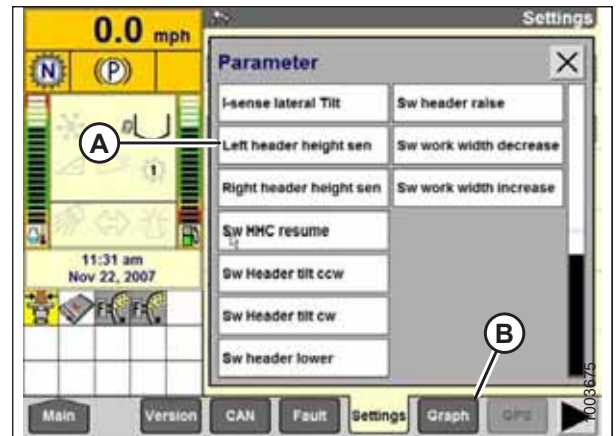 0.0 mph
Settings
N
(P)
Parameter
I-sense lateral Tilt
Sw header raise
A
Left header height sen
Sw work width decrease
1
Right header height sen
Sw work width increase
Sw HHC resume
11:31 am
Nov 22, 2007
Sw Header tilt ccw
Sw Header tilt cw
B
Sw header lower
1003675
Main
Version
CAN
Fault
Settings
Graph
GPS